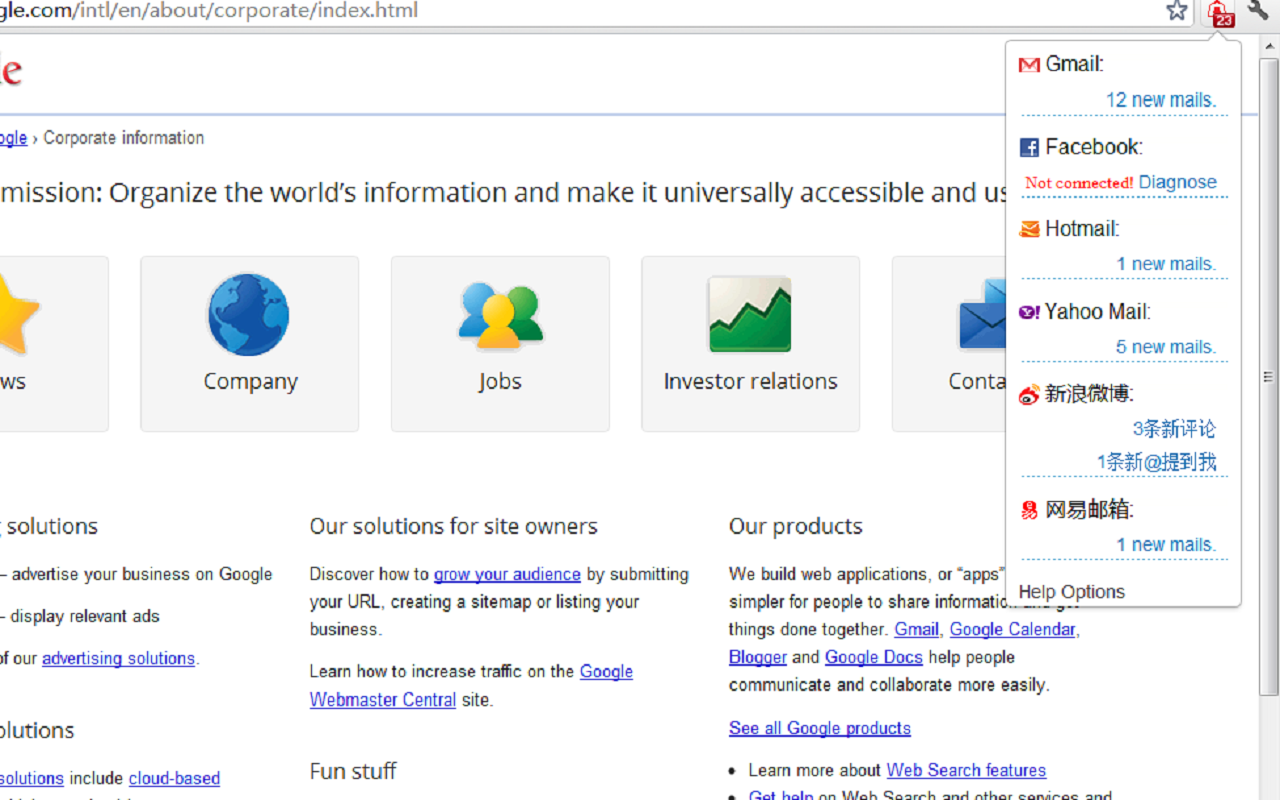 gle.com/intl/en/about/corporate/index.html
23
le
ogle › Corporate information
mission: Organize the world's information and make it universally accessible and us
ws
Company
Jobs
Investor relations
Conta
solutions
– advertise your business on Google
– display relevant ads
of our advertising solutions.
olutions
solutions include cloud-based
Our solutions for site owners
Discover how to grow your audience by submitting
your URL, creating a sitemap or listing your
business.
Learn how to increase traffic on the Google
Webmaster Central site.
Fun stuff
Our products
We build web applications, or “apps”
simpler for people to share information and get
things done together. Gmail, Google Calendar,
Blogger and Google Docs help people
communicate and collaborate more easily.
See all Google products
• Learn more about Web Search features
• Get help on Web Search and other services and
Gmail:
12 new mails.
Facebook:
Not connected! Diagnose
Hotmail:
1 new mails.
Yahoo Mail:
5 new mails.
新浪微博:
3条新评论
1条新@提到我
网易邮箱:
1 new mails.
Help Options